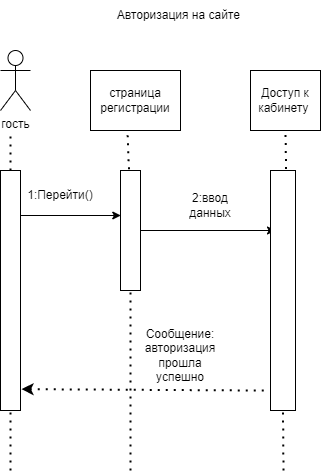 Авторизация на сайте
гость
страница
регистрации
Доступ к
кабинету
1:Перейти()
2:ввод
данных
Сообщение:
авторизация
прошла
успешно